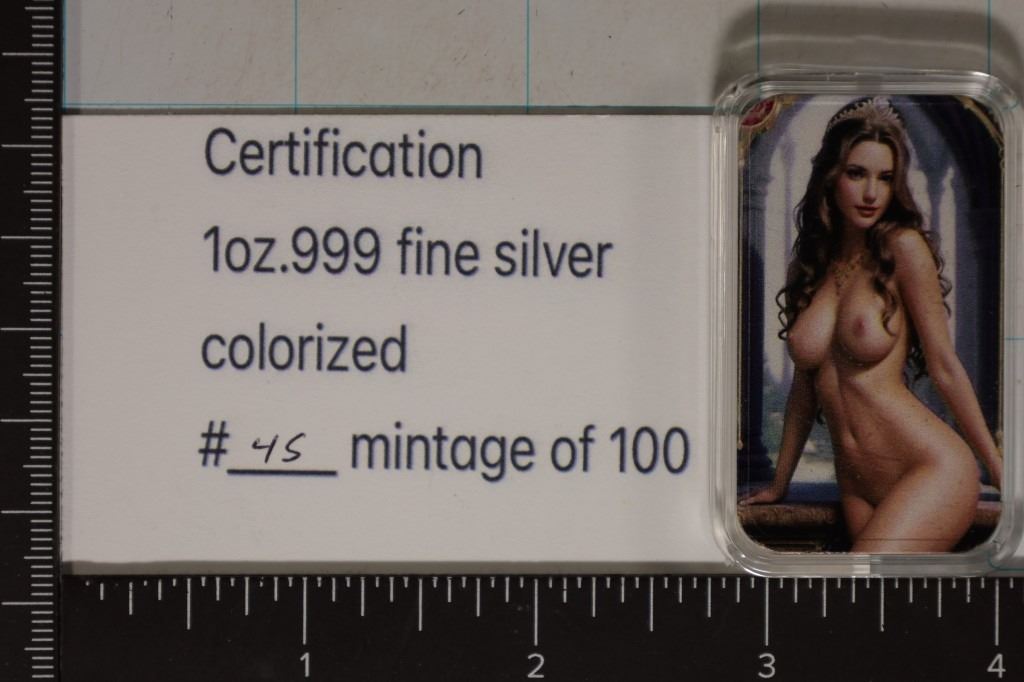 Certification
1oz.999 fine silver
colorized
# 45 mintage of 100
1 2 3 4